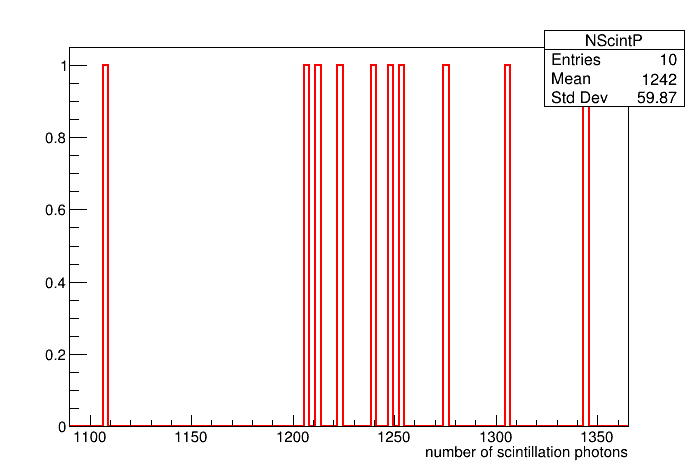 NScintP
Entries 10
Mean 1242
Std Dev 59.87
1
0.8
0.6
0.4
0.2
0
1100 1150 1200 1250 1300 1350
number of scintillation photons